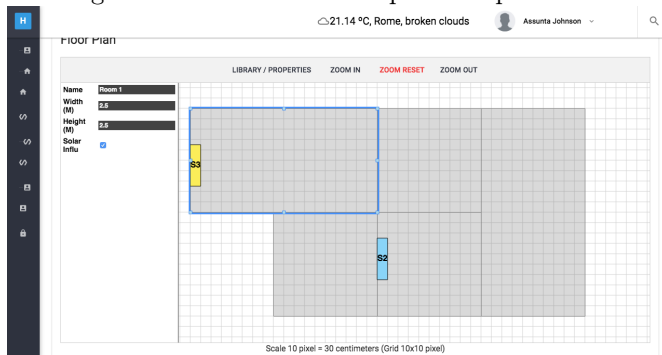 H
21.14 ºC, Rome, broken clouds
Assunta Johnson
Floor Plan
LIBRARY / PROPERTIES ZOOM IN ZOOM RESET ZOOM OUT
Name Room 1
Width
(M) 2.5
Height
(M) 2.5
Solar
Influ
S3
S2
Scale 10 pixel = 30 centimeters (Grid 10x10 pixel)